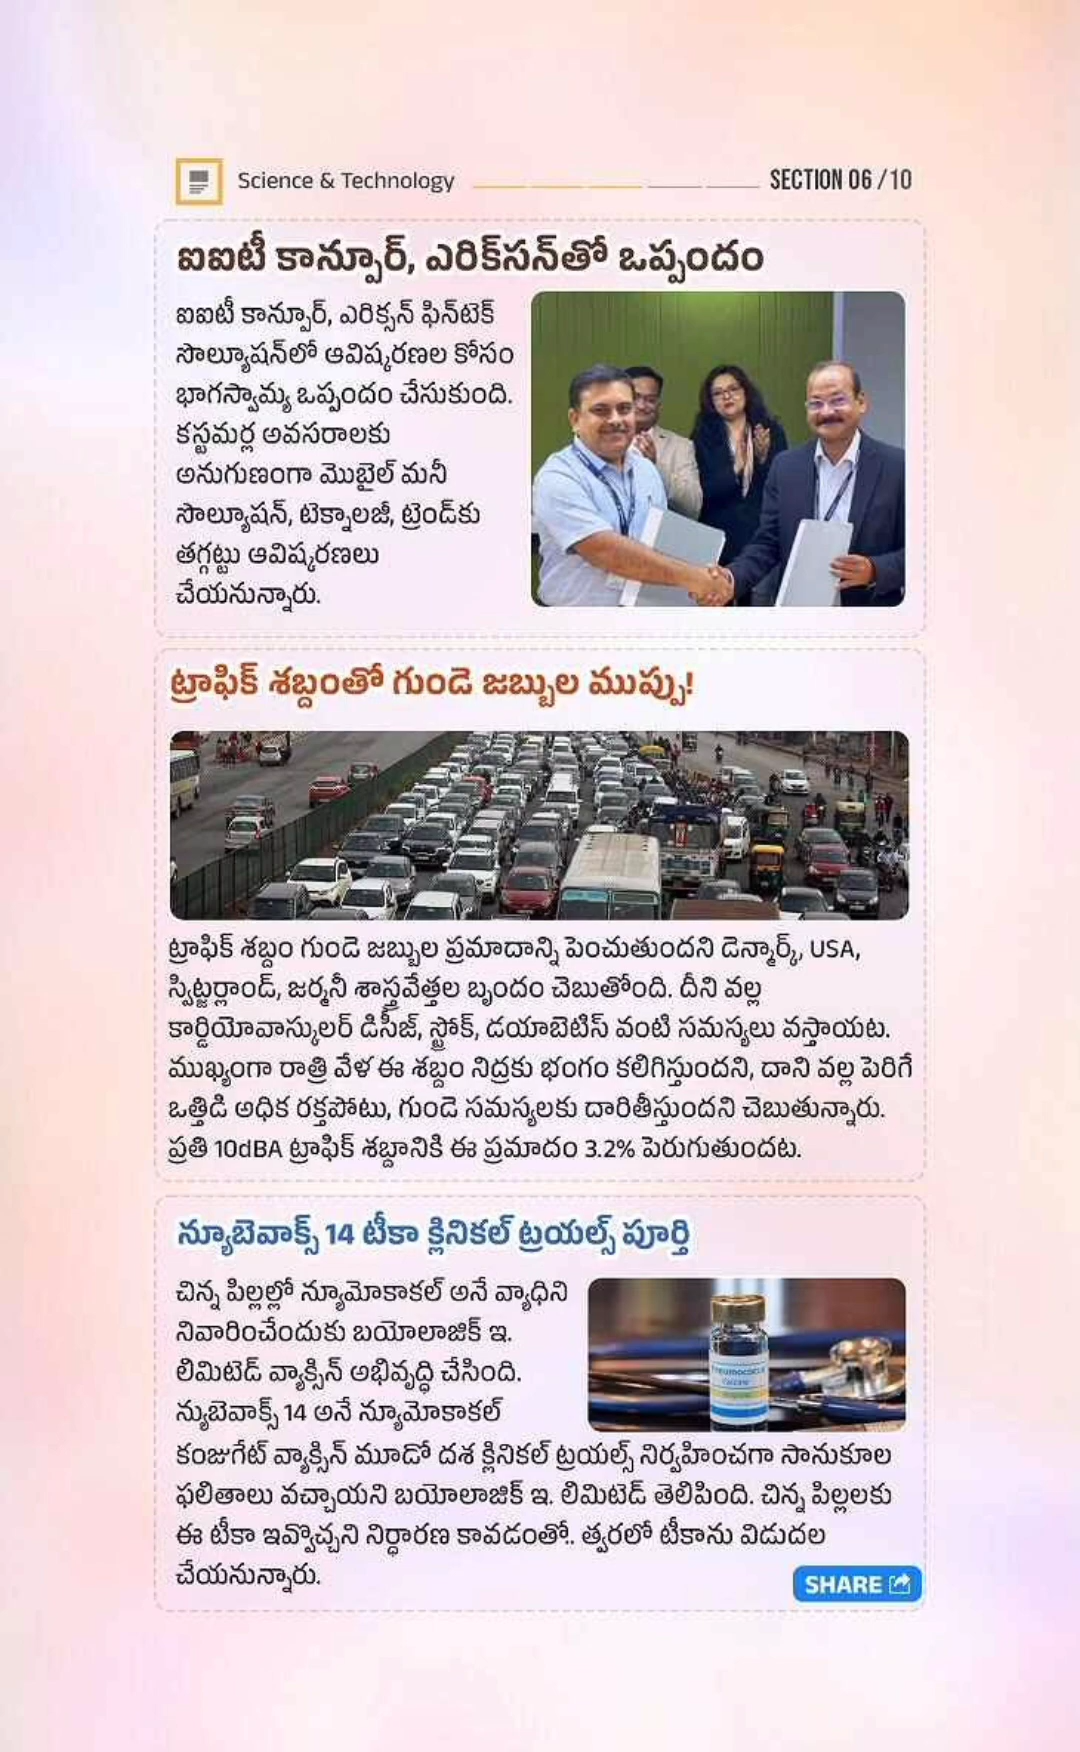 Science & Technology
SECTION 06 / 10
ఐఐటీ కాన్పూర్, ఎరిక్‌సన్‌తో ఒప్పందం
ఐఐటీ కాన్పూర్, ఎరిక్సన్ ఫిన్‌టెక్
సొల్యూషన్‌లో ఆవిష్కరణల కోసం
భాగస్వామ్య ఒప్పందం చేసుకుంది.
కస్టమర్ల అవసరాలకు
అనుగుణంగా మొబైల్ మనీ
సొల్యూషన్, టెక్నాలజీ, ట్రెండ్‌కు
తగ్గట్టు ఆవిష్కరణలు
చేయనున్నారు.
ట్రాఫిక్ శబ్దంతో గుండె జబ్బుల ముప్పు!
ట్రాఫిక్ శబ్దం గుండె జబ్బుల ప్రమాదాన్ని పెంచుతుందని డెన్మార్క్, USA,
స్విట్జర్లాండ్, జర్మనీ శాస్త్రవేత్తల బృందం చెబుతోంది. దీని వల్ల
కార్డియోవాస్కులర్ డిసీజ్, స్ట్రోక్, డయాబెటిస్ వంటి సమస్యలు వస్తాయట.
ముఖ్యంగా రాత్రి వేళ ఈ శబ్దం నిద్రకు భంగం కలిగిస్తుందని, దాని వల్ల పెరిగే
ఒత్తిడి అధిక రక్తపోటు, గుండె సమస్యలకు దారితీస్తుందని చెబుతున్నారు.
ప్రతి 10dBA ట్రాఫిక్ శబ్దానికి ఈ ప్రమాదం 3.2% పెరుగుతుందట.
న్యూబెవాక్స్ 14 టీకా క్లినికల్ ట్రయల్స్ పూర్తి
చిన్న పిల్లల్లో న్యూమోకాకల్ అనే వ్యాధిని
నివారించేందుకు బయోలాజిక్ ఇ.
లిమిటెడ్ వ్యాక్సిన్ అభివృద్ధి చేసింది.
న్యుబెవాక్స్ 14 అనే న్యూమోకాకల్
కంజుగేట్ వ్యాక్సిన్ మూడో దశ క్లినికల్ ట్రయల్స్ నిర్వహించగా సానుకూల
ఫలితాలు వచ్చాయని బయోలాజిక్ ఇ. లిమిటెడ్ తెలిపింది. చిన్న పిల్లలకు
ఈ టీకా ఇవ్వొచ్చని నిర్ధారణ కావడంతో.. త్వరలో టీకాను విడుదల
చేయనున్నారు.
SHARE